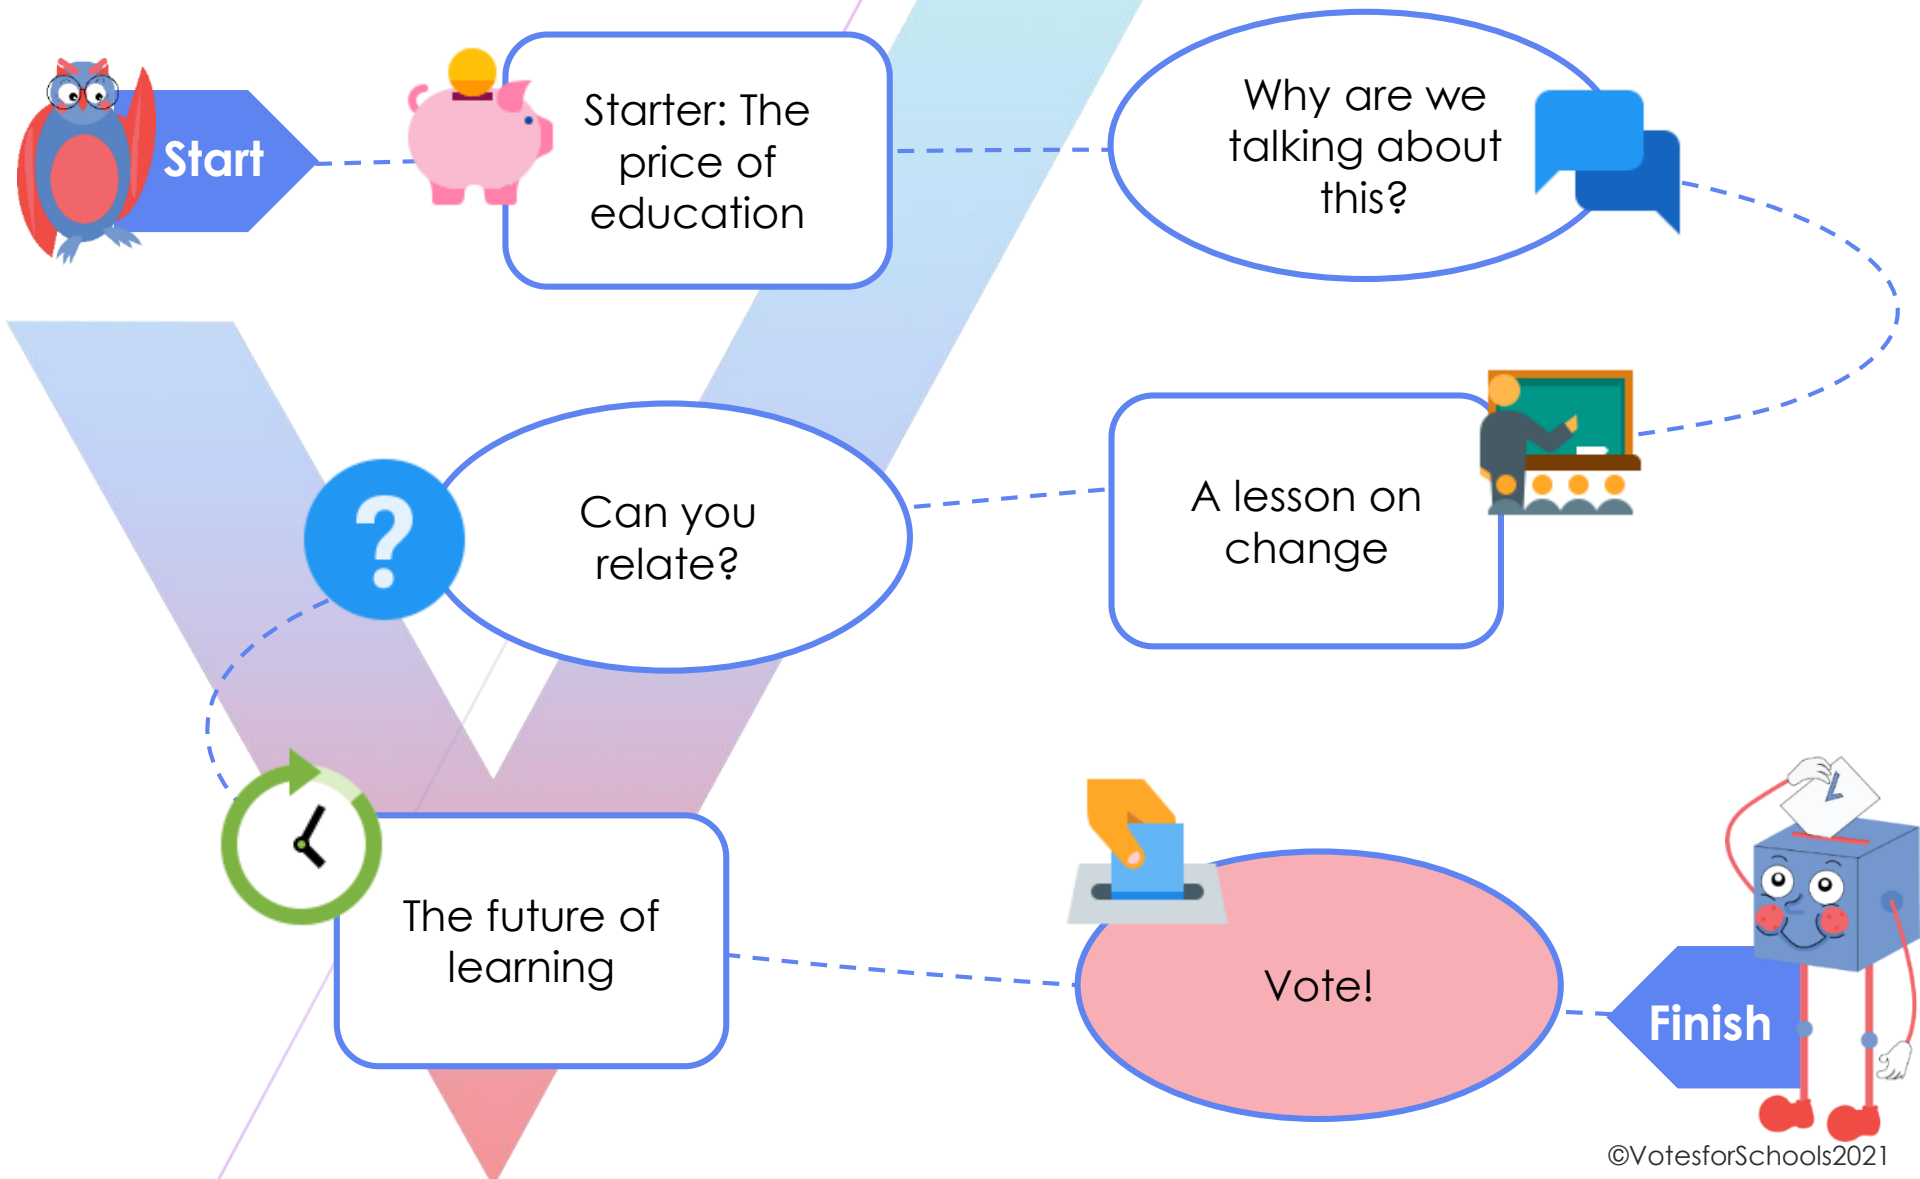 Start
Starter: The
price of
education
Why are we
talking about
this?
A lesson on
change
Can you
relate?
The future of
learning
Vote!
Finish
©VotesforSchools2021